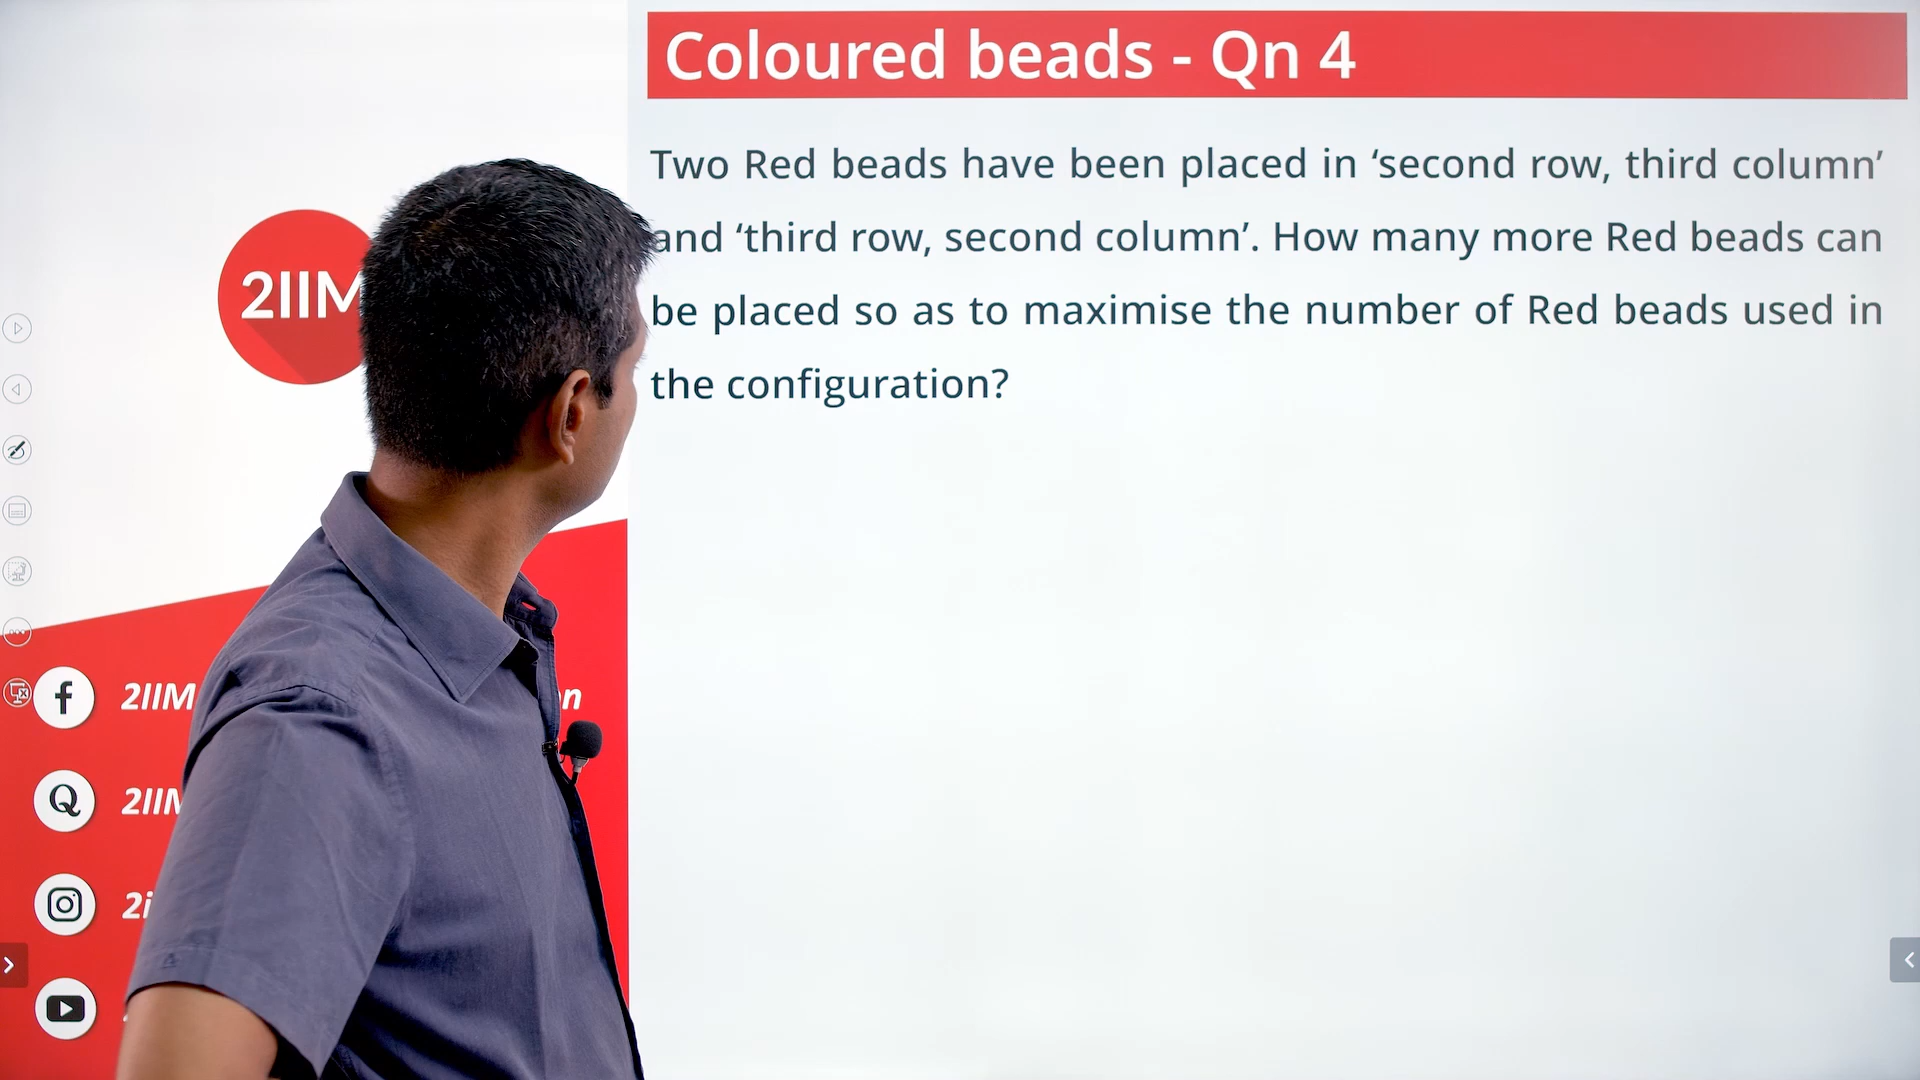 Coloured beads - Qn 4
Two Red beads have been placed in ‘second row, third column’
and ‘third row, second column’. How many more Red beads can
be placed so as to maximise the number of Red beads used in
the configuration?
2IIM
2IIM
2IIM